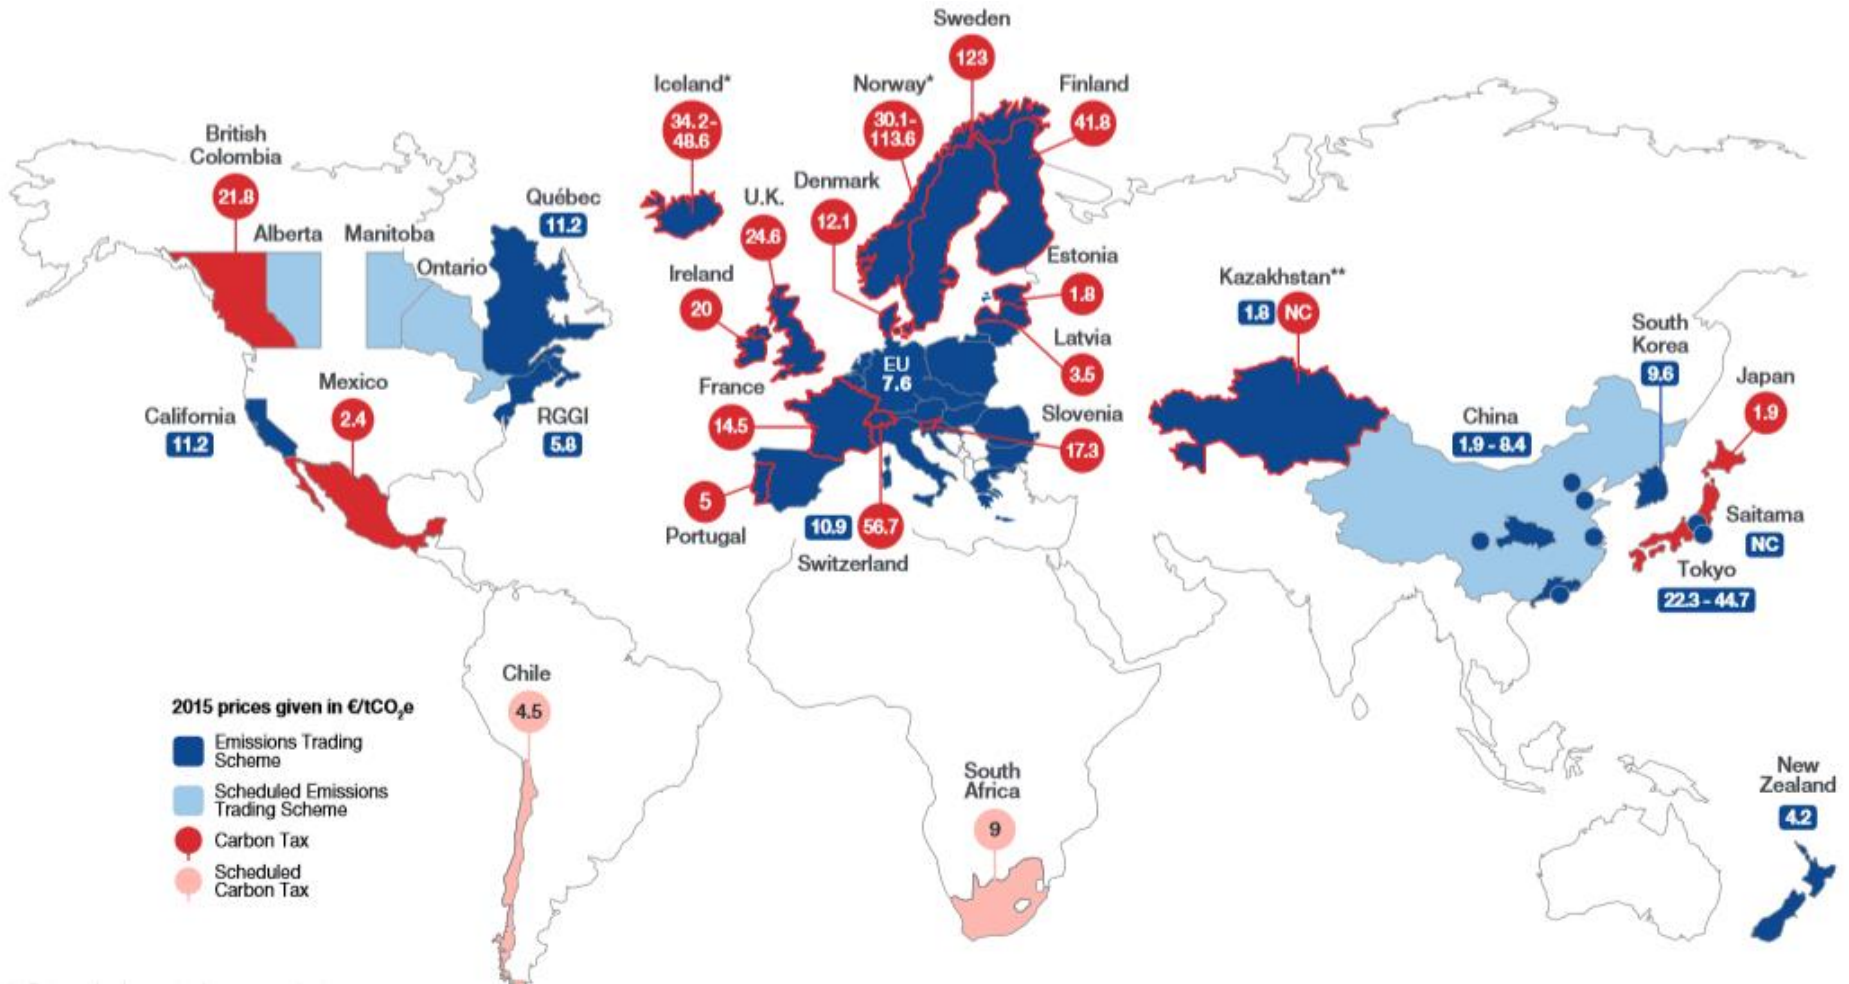 Sweden
123
Iceland*
34.2-
48.6
Norway*
30.1-
113.6
Finland
41.8
British
Colombia
21.8
Alberta
Manitoba
Ontario
Québec
11.2
U.K.
24.6
Denmark
12.1
Ireland
20
Estonia
1.8
Latvia
3.5
EU
7.6
France
14.5
Slovenia
17.3
Portugal
5
10.9
56.7
Switzerland
Mexico
2.4
California
11.2
RGGI
5.8
Kazakhstan**
1.8
NC
China
1.9 - 8.4
South
Korea
9.6
Japan
1.9
Saitama
NC
Tokyo
22.3 - 44.7
Chile
4.5
South
Africa
9
New
Zealand
4.2
2015 prices given in €/tCO₂e
Emissions Trading
Scheme
Scheduled Emissions
Trading Scheme
Carbon Tax
Scheduled
Carbon Tax